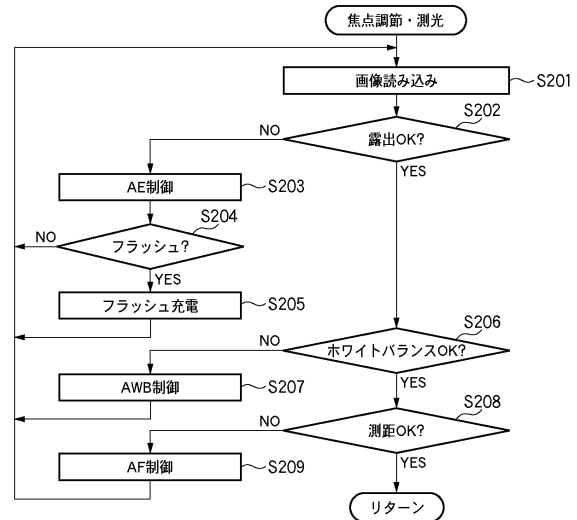 焦点調節・測光
画像読み込み
S201
S202
露出OK?
NO
YES
AE制御
S203
S204
フラッシュ?
NO
YES
フラッシュ充電
S205
S206
ホワイトバランスOK?
NO
YES
AWB制御
S207
S208
測距OK?
NO
YES
AF制御
S209
リターン